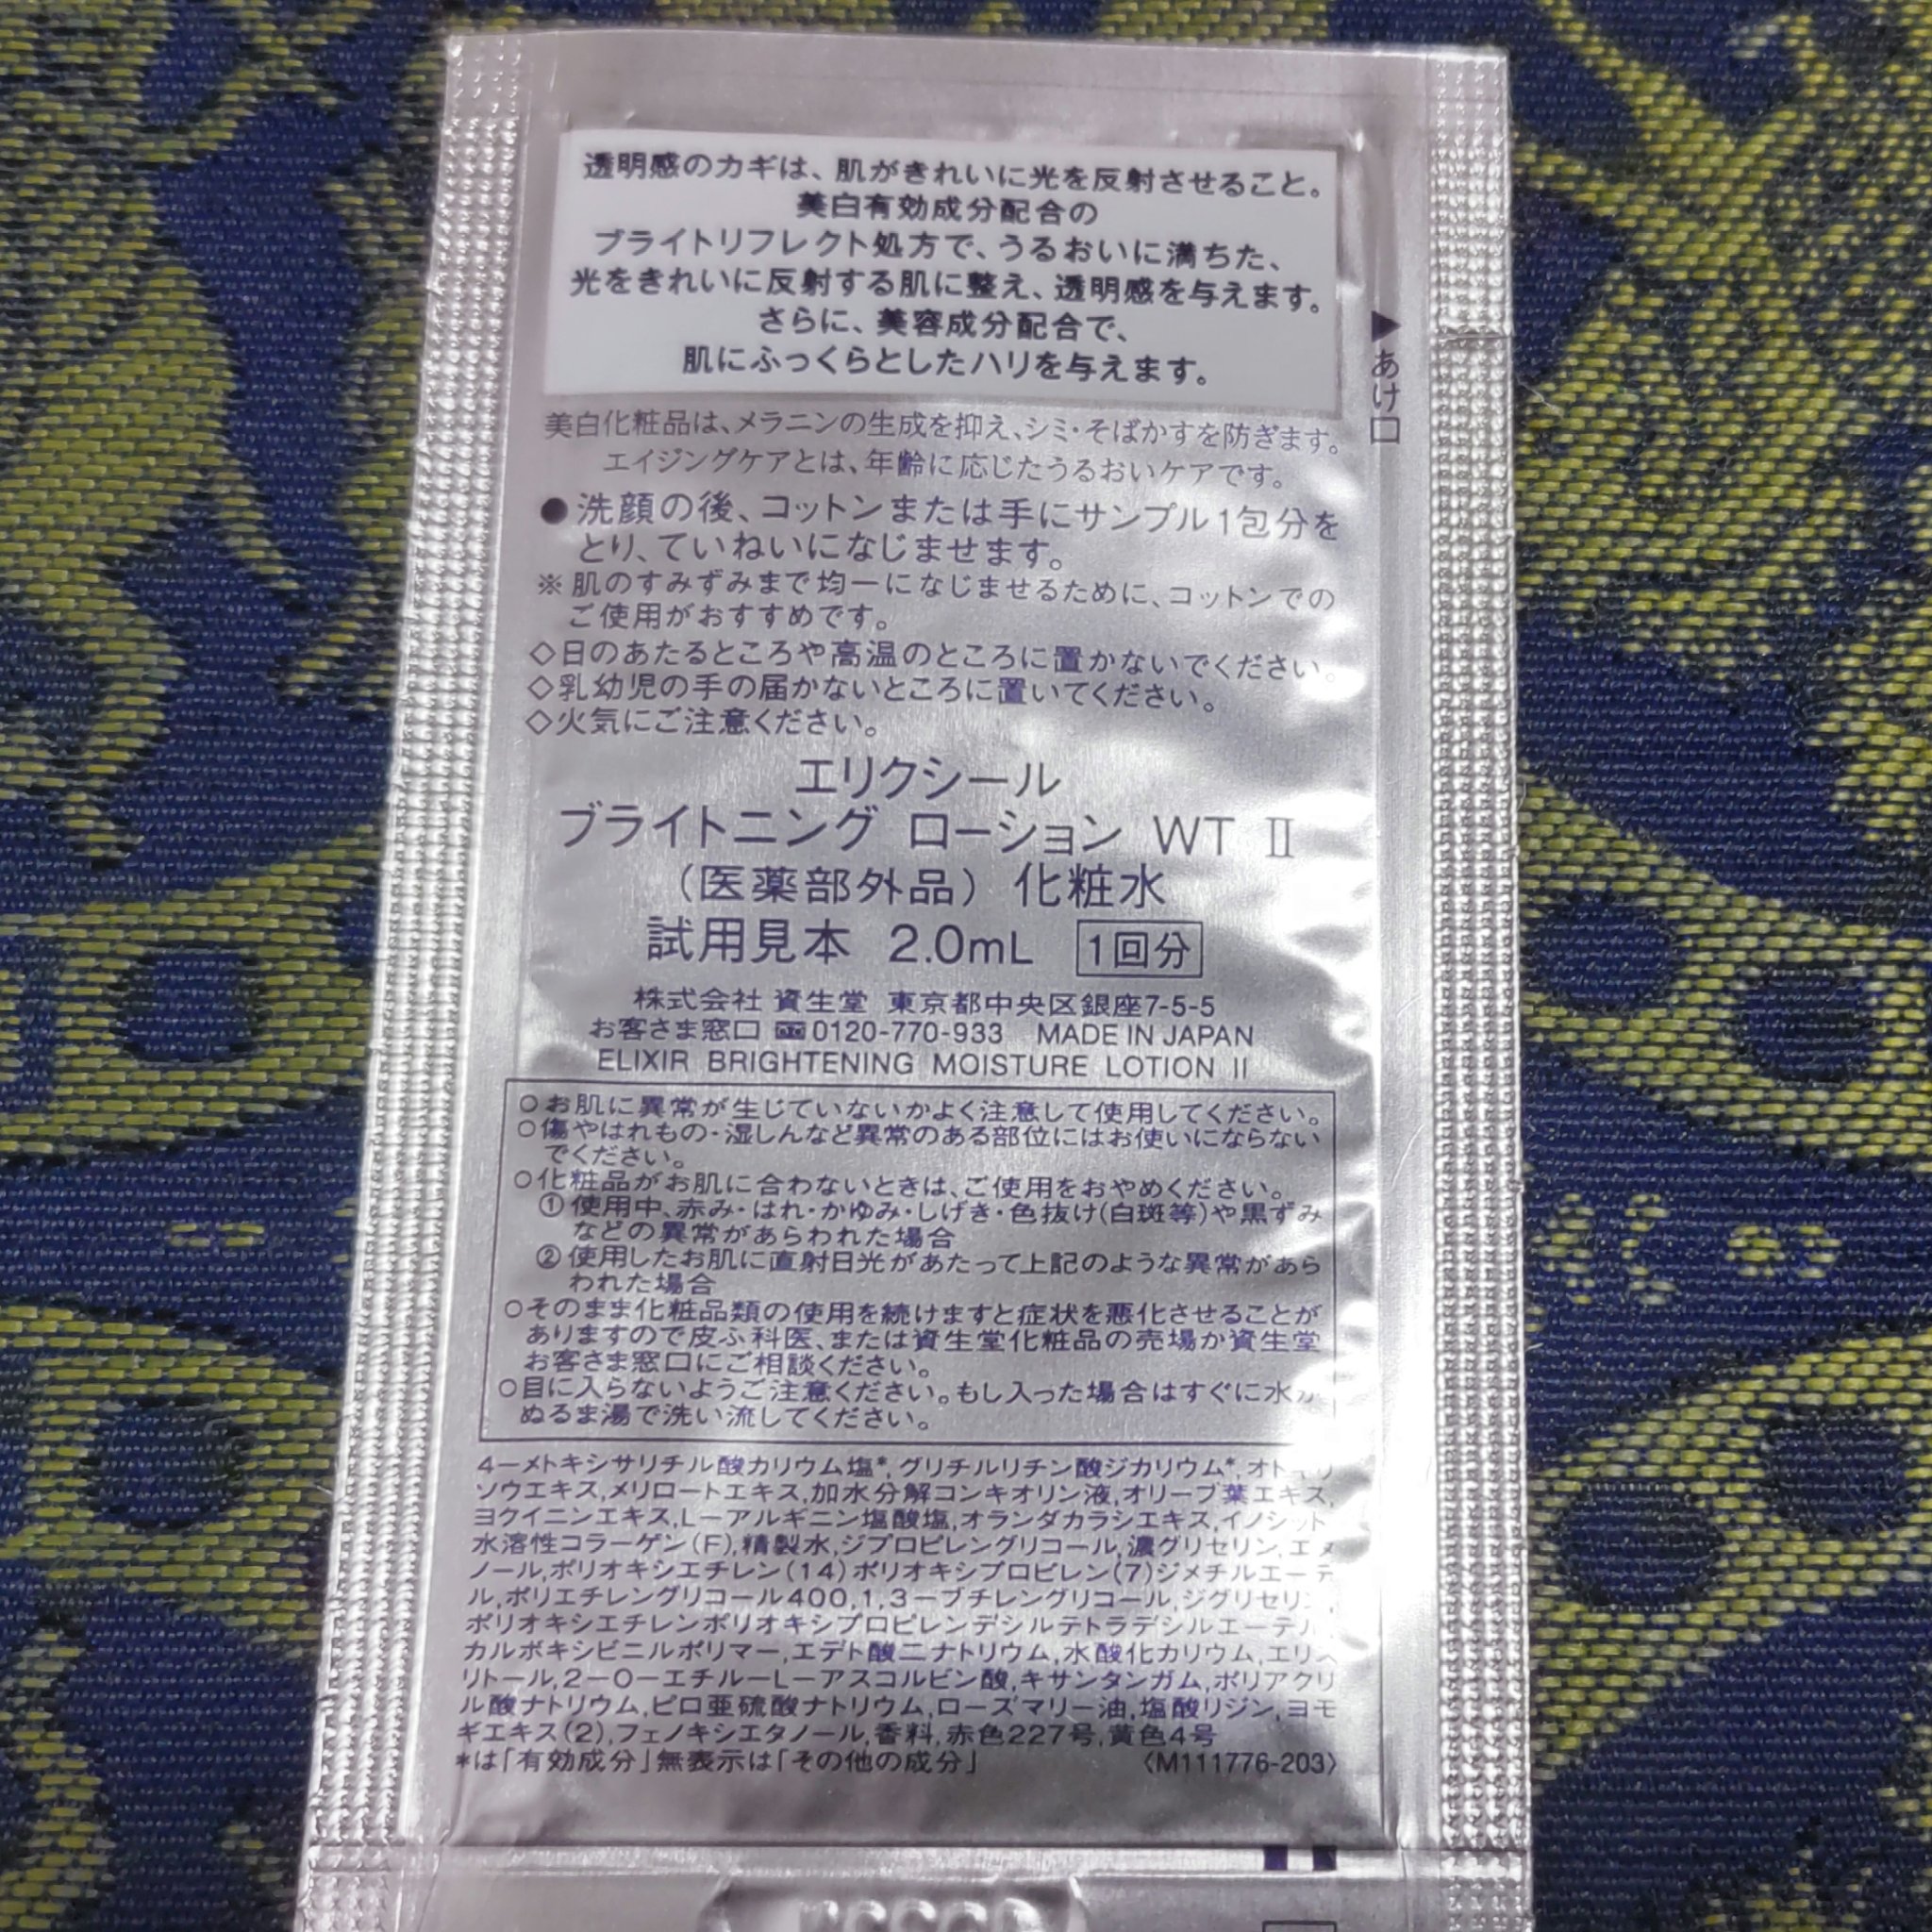 透明感のカギは、肌がきれいに光を反射させること。
美白有効成分配合の
ブライトリフレクト処方で、うるおいに満ちた、
光をきれいに反射する肌に整え、透明感を与えます。
さらに、美容成分配合で、
肌にふっくらとしたハリを与えます。
▶あけ口
美白化粧品は、メラニンの生成を抑え、シミ・そばかすを防ぎます。
エイジングケアとは、年齢に応じたうるおいケアです。
●洗顔の後、コットンまたは手にサンプル1包分を
とり、ていねいになじませます。
※肌のすみずみまで均一になじませるために、コットンでの
ご使用がおすすめです。
◇日のあたるところや高温のところに置かないでください。
◇乳幼児の手の届かないところに置いてください。
◇火気にご注意ください。
エリクシール
ブライトニング ローション WT Ⅱ
（医薬部外品）化粧水
試用見本 2.0mL 1回分
株式会社 資生堂 東京都中央区銀座7-5-5
お客さま窓口 0120-770-933 MADE IN JAPAN
ELIXIR BRIGHTENING MOISTURE LOTION II
○お肌に異常が生じていないかよく注意して使用してください。
○傷やはれもの・湿しんなど異常のある部位にはお使いにならない
でください。
○化粧品がお肌に合わないときは、ご使用をおやめください。
①使用中、赤み・はれ・かゆみ・しげき・色抜け(白斑等)や黒ずみ
などの異常があらわれた場合
②使用したお肌に直射日光があたって上記のような異常があら
われた場合
○そのまま化粧品類の使用を続けますと症状を悪化させることが
ありますので皮ふ科医、または資生堂化粧品の売場か資生堂
お客さま窓口にご相談ください。
○目に入らないようご注意ください。もし入った場合はすぐに水か
ぬるま湯で洗い流してください。
4－メトキシサリチル酸カリウム塩*,グリチルリチン酸ジカリウム*,オトギリ
ソウエキス,メリロートエキス,加水分解コンキオリン液,オリーブ葉エキス,
ヨクイニンエキス,L－アルギニン塩酸塩,オランダカラシエキス,イノシット,
水溶性コラーゲン(F),精製水,ジプロピレングリコール,濃グリセリン,エタ
ノール,ポリオキシエチレン(14)ポリオキシプロピレン(7)ジメチルエーテ
ル,ポリエチレングリコール400,1,3－ブチレングリコール,ジグリセリン,
ポリオキシエチレンポリオキシプロピレンデシルテトラデシルエーテル,
カルボキシビニルポリマー,エデト酸二ナトリウム,水酸化カリウム,エリス
リトール,2－O－エチル－L－アスコルビン酸,キサンタンガム,ポリアクリ
ル酸ナトリウム,ピロ亜硫酸ナトリウム,ローズマリー油,塩酸リジン,ヨモ
ギエキス(2),フェノキシエタノール,香料,赤色227号,黄色4号
*は「有効成分」無表示は「その他の成分」 〈M111776-203〉